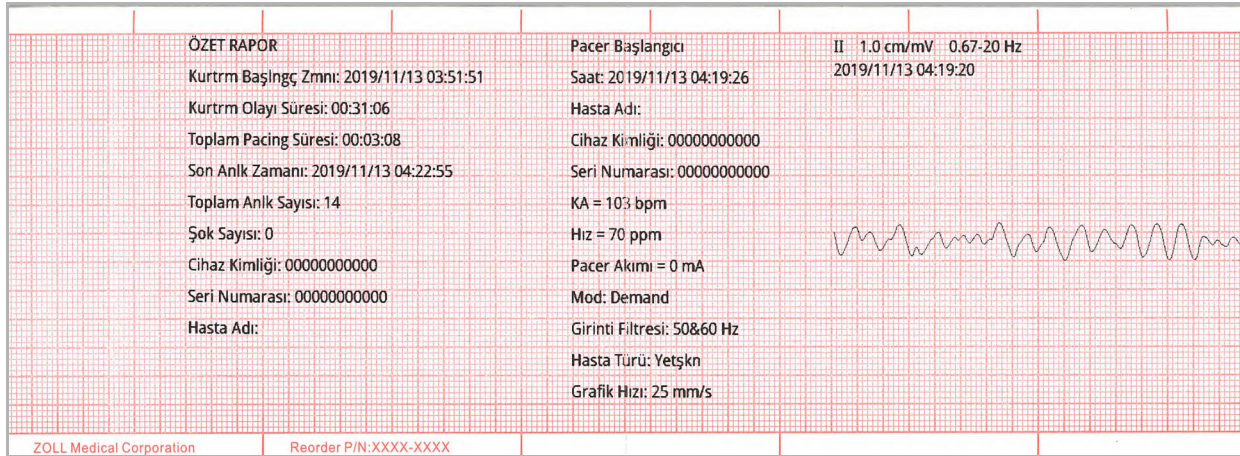 ÖZET RAPOR
Kurtrm Başlngç Zmnı: 2019/11/13 03:51:51
Kurtrm Olayı Süresi: 00:31:06
Toplam Pacing Süresi: 00:03:08
Son Anlk Zamanı: 2019/11/13 04:22:55
Toplam Anlk Sayısı: 14
Şok Sayısı: 0
Cihaz Kimliği: 00000000000
Seri Numarası: 00000000000
Hasta Adı:
Pacer Başlangıcı
Saat: 2019/11/13 04:19:26
Hasta Adı:
Cihaz Kimliği: 00000000000
Seri Numarası: 00000000000
KA = 103 bpm
Hız = 70 ppm
Pacer Akımı = 0 mA
Mod: Demand
Girinti Filtresi: 50&60 Hz
Hasta Türü: Yetşkn
Grafik Hızı: 25 mm/s
II 1.0 cm/mV 0.67-20 Hz
2019/11/13 04:19:20
ZOLL Medical Corporation
Reorder P/N:XXXX-XXXX